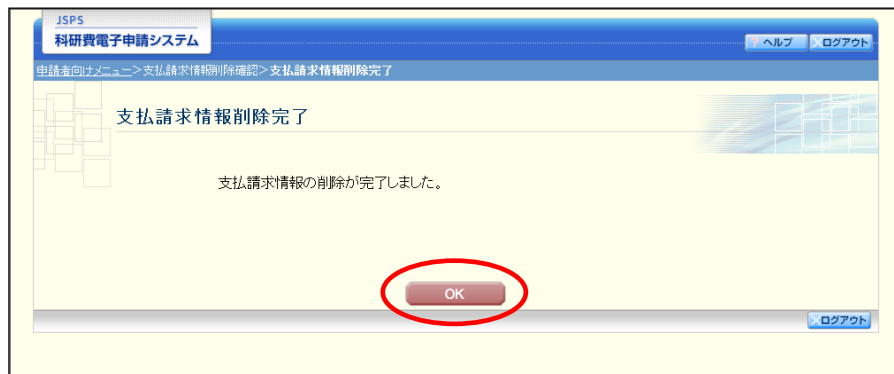 JSPS
科研費電子申請システム
? ヘルプ
×ログアウト
申請者向けメニュー>支払請求情報削除確認>支払請求情報削除完了
支払請求情報削除完了
支払請求情報の削除が完了しました。
OK
×ログアウト